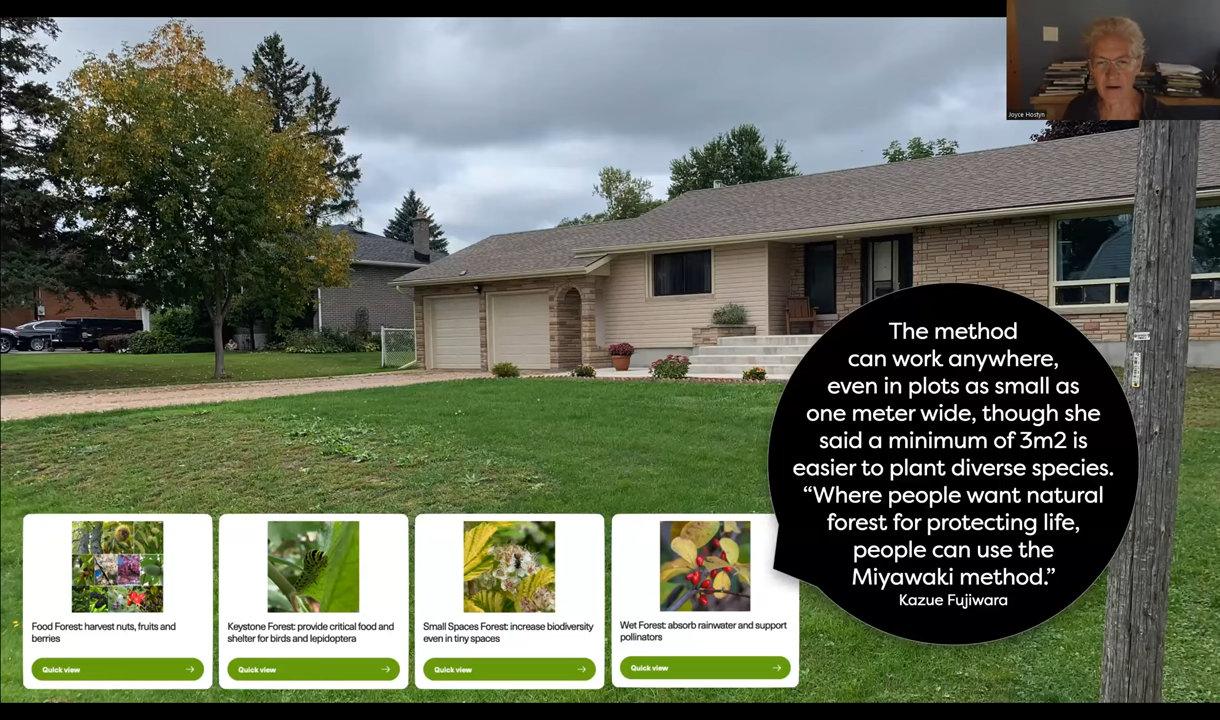 Joyce Hostyn
The method
can work anywhere,
even in plots as small as
one meter wide, though she
said a minimum of 3m2 is
easier to plant diverse species.
“Where people want natural
forest for protecting life,
people can use the
Miyawaki method.”
Kazue Fujiwara
Food Forest: harvest nuts, fruits and
berries
Quick view
Keystone Forest: provide critical food and
shelter for birds and lepidoptera
Quick view
Small Spaces Forest: increase biodiversity
even in tiny spaces
Quick view
Wet Forest: absorb rainwater and support
pollinators
Quick view